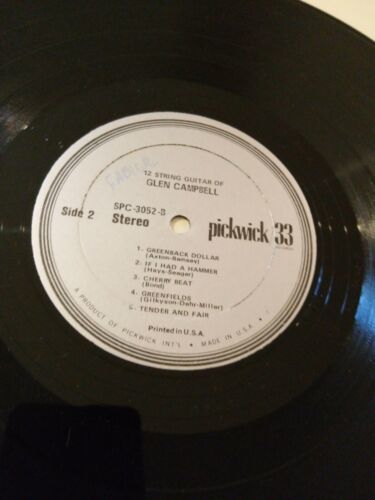 12 STRING GUITAR OF
GLEN CAMPBELL
Side 2
SPC-3052-B
Stereo
pickwick 33
1. GREENBACK DOLLAR
(Axton-Ramsey)
2. IF I HAD A HAMMER
(Hays-Seeger)
3. CHERRY BEAT
(Bond)
4. GREENFIELDS
(Gilkyson-Dehr-Miller)
5. TENDER AND FAIR
Printed in U.S.A.
A PRODUCT OF PICKWICK INT'L • MADE IN U.S.A. •